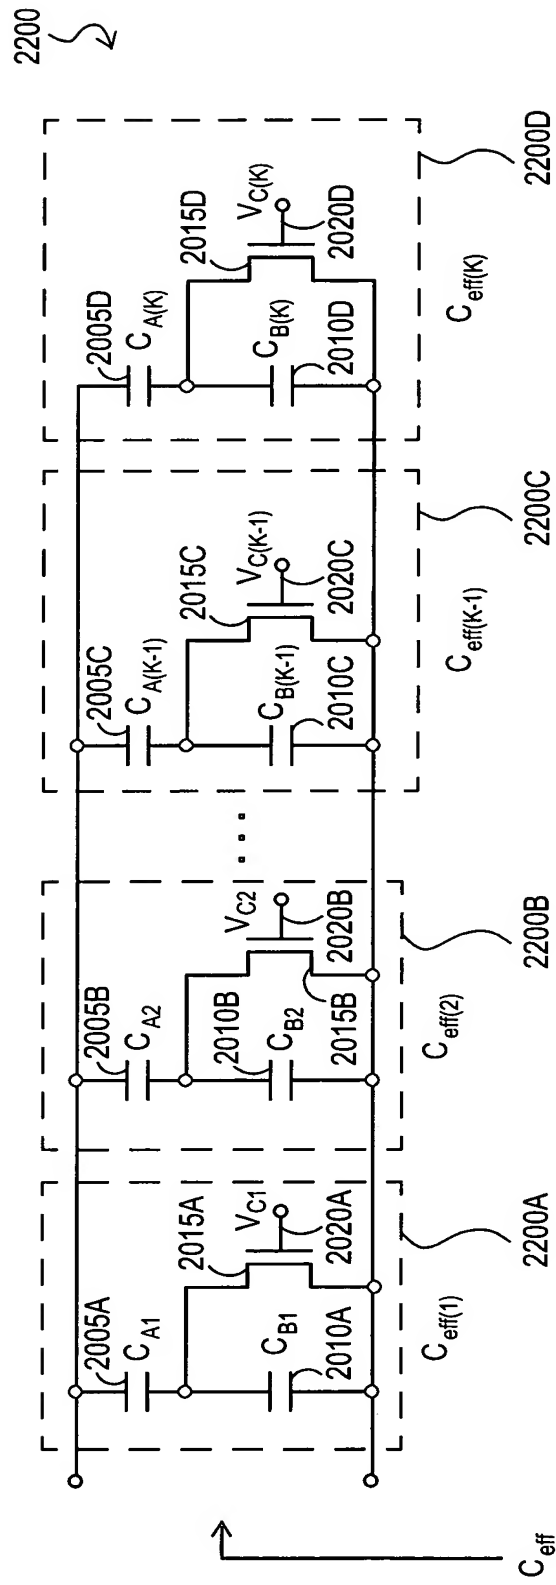 2200
2005A
C_A1
2015A
V_C1
C_B1
2010A
2020A
C_eff(1)
2200A
2005B
C_A2
2010B
V_C2
C_B2
2015B
2020B
C_eff(2)
2200B
. . .
2005C
C_A(K-1)
2015C
V_C(K-1)
C_B(K-1)
2010C
2020C
C_eff(K-1)
2200C
2005D
C_A(K)
2015D
V_C(K)
C_B(K)
2010D
2020D
C_eff(K)
2200D
C_eff